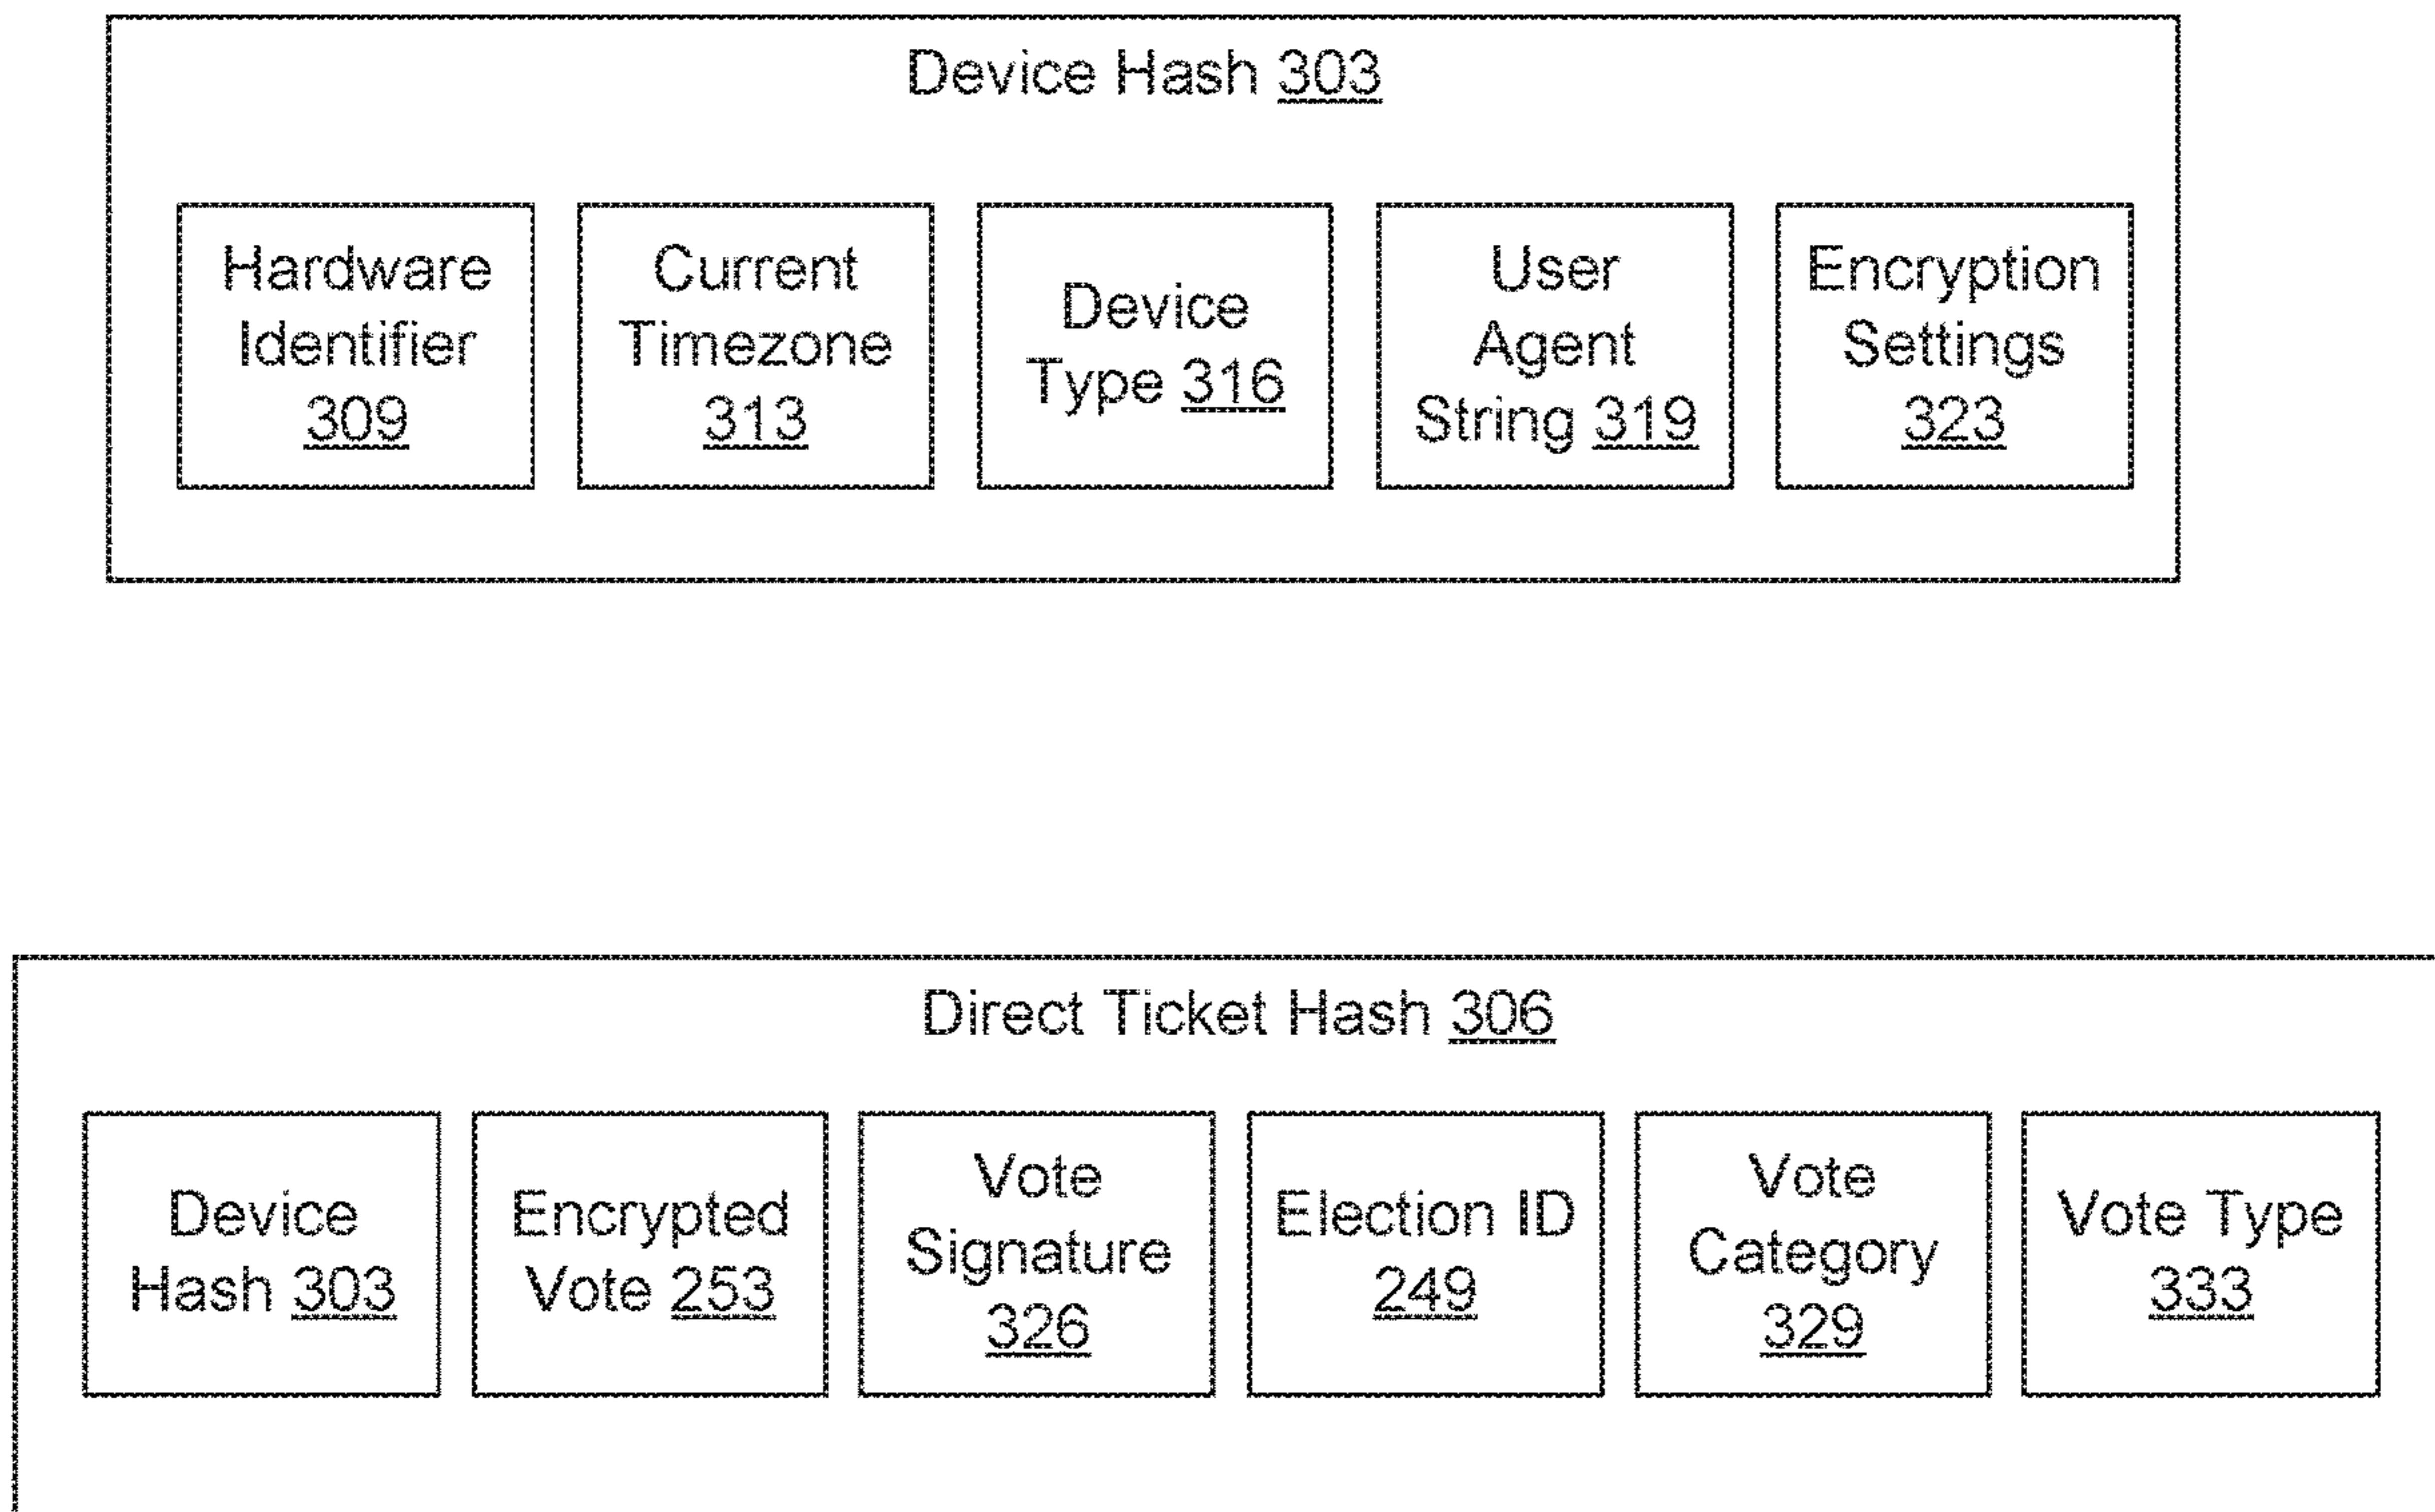 Device Hash 303
Hardware
Identifier
309
Current
Timezone
313
Device
Type 316
User
Agent
String 319
Encryption
Settings
323
Direct Ticket Hash 306
Device
Hash 303
Encrypted
Vote 253
Vote
Signature
326
Election ID
249
Vote
Category
329
Vote Type
333